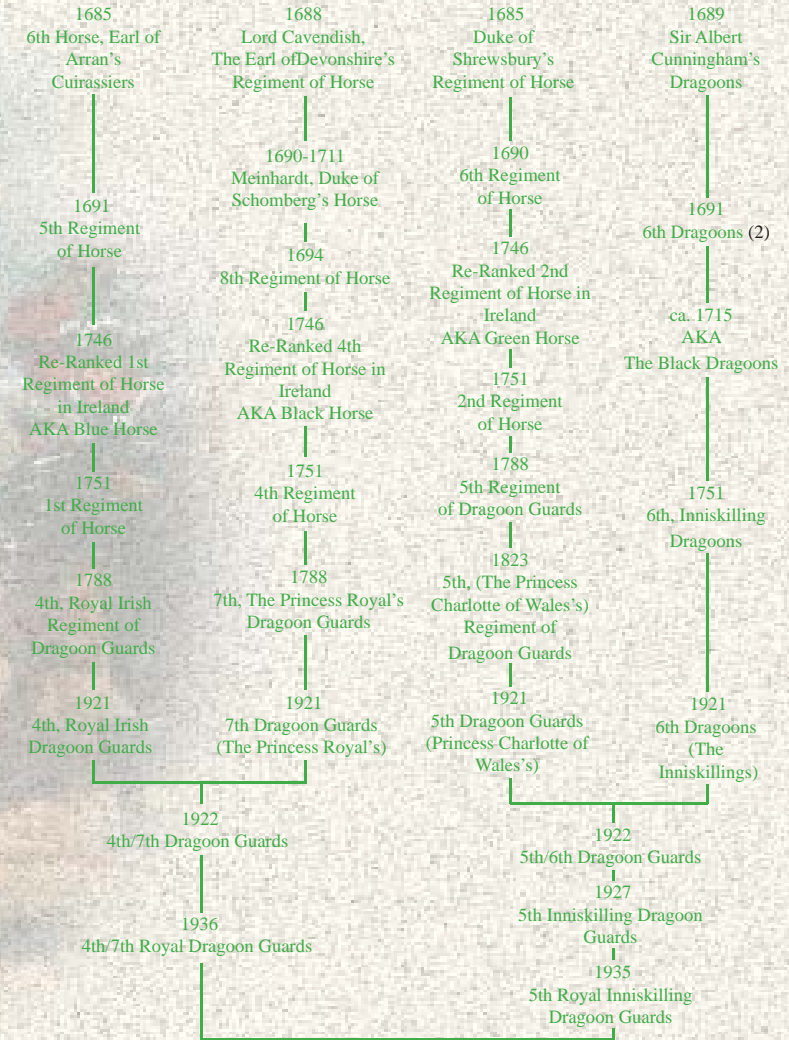 1685
6th Horse, Earl of
Arran's
Cuirassiers
1691
5th Regiment
of Horse
1746
Re-Ranked 1st
Regiment of Horse
in Ireland
AKA Blue Horse
1751
1st Regiment
of Horse
1788
4th, Royal Irish
Regiment of
Dragoon Guards
1921
4th, Royal Irish
Dragoon Guards
1688
Lord Cavendish,
The Earl ofDevonshire's
Regiment of Horse
1690-1711
Meinhardt, Duke of
Schomberg's Horse
1694
8th Regiment of Horse
1746
Re-Ranked 4th
Regiment of Horse in
Ireland
AKA Black Horse
1751
4th Regiment
of Horse
1788
7th, The Princess Royal's
Dragoon Guards
1921
7th Dragoon Guards
(The Princess Royal's)
1685
Duke of
Shrewsbury's
Regiment of Horse
1690
6th Regiment
of Horse
1746
Re-Ranked 2nd
Regiment of Horse in
Ireland
AKA Green Horse
1751
2nd Regiment
of Horse
1788
5th Regiment
of Dragoon Guards
1823
5th, (The Princess
Charlotte of Wales's)
Regiment of
Dragoon Guards
1921
5th Dragoon Guards
(Princess Charlotte of
Wales's)
1689
Sir Albert
Cunningham's
Dragoons
1691
6th Dragoons (2)
ca. 1715
AKA
The Black Dragoons
1751
6th, Inniskilling
Dragoons
1921
6th Dragoons
(The
Inniskillings)
1922
4th/7th Dragoon Guards
1936
4th/7th Royal Dragoon Guards
1922
5th/6th Dragoon Guards
1927
5th Inniskilling Dragoon
Guards
1935
5th Royal Inniskilling
Dragoon Guards